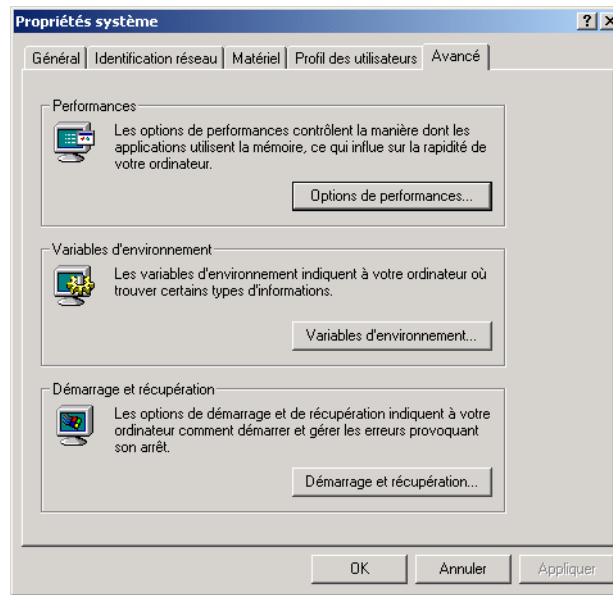 Propriétés système
Général
Identification réseau
Matériel
Profil des utilisateurs
Avancé
Performances
Les options de performances contrôlent la manière dont les
applications utilisent la mémoire, ce qui influe sur la rapidité de
votre ordinateur.
Options de performances...
Variables d'environnement
Les variables d'environnement indiquent à votre ordinateur où
trouver certains types d'informations.
Variables d'environnement...
Démarrage et récupération
Les options de démarrage et de récupération indiquent à votre
ordinateur comment démarrer et gérer les erreurs provoquant
son arrêt.
Démarrage et récupération...
OK
Annuler
Appliquer